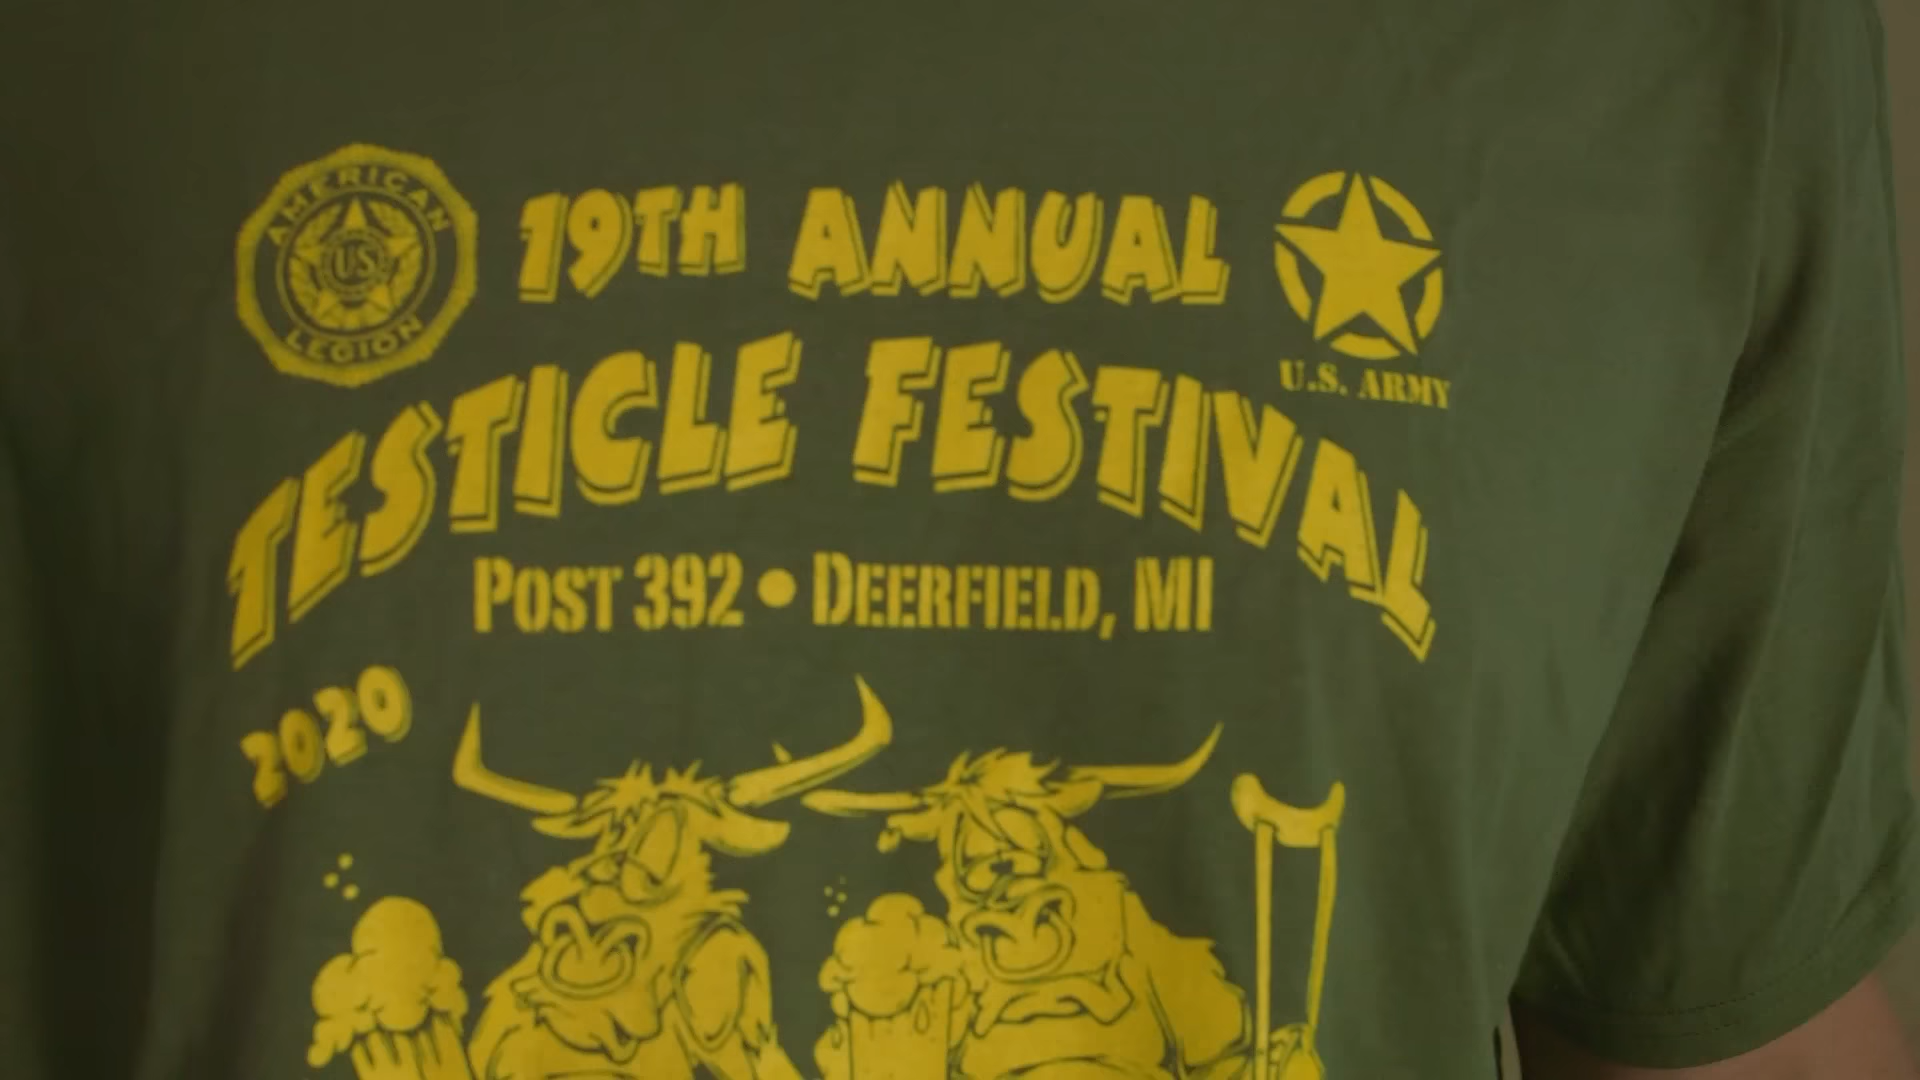 AMERICAN
U.S.
LEGION
19TH ANNUAL
U.S. ARMY
TESTICLE FESTIVAL
POST 392 • DEERFIELD, MI
2020